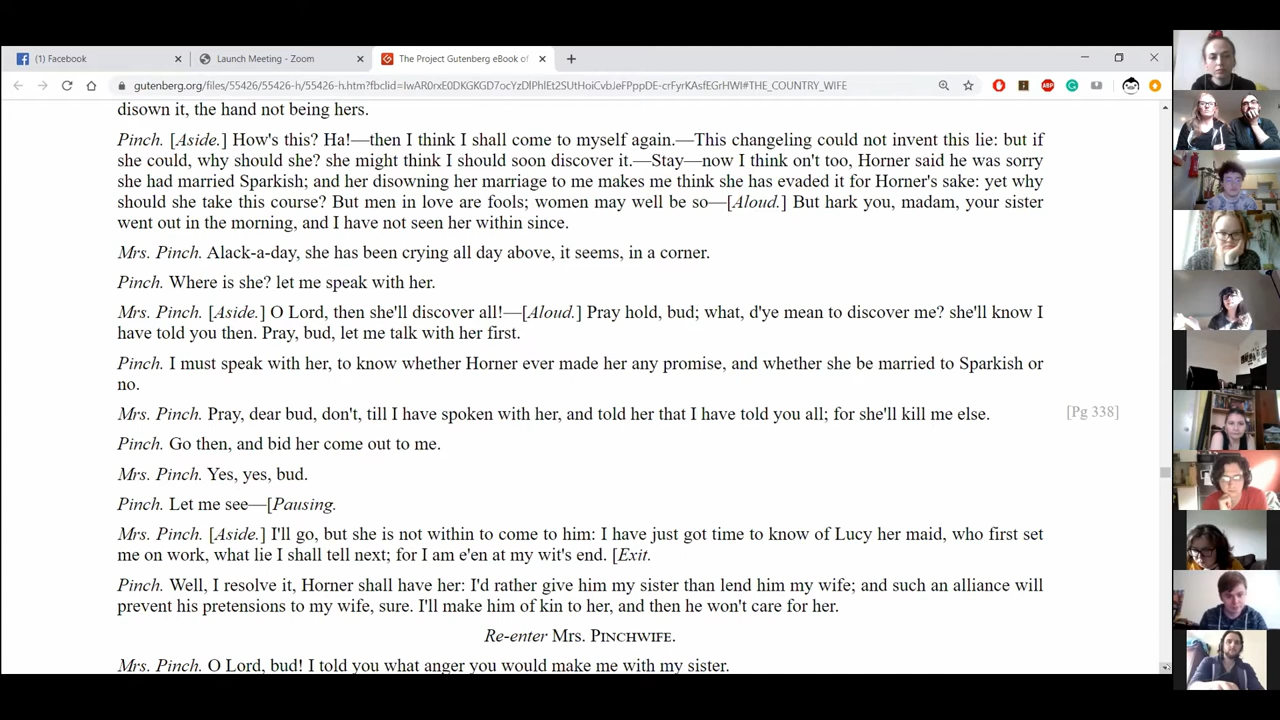 (1) Facebook
Launch Meeting - Zoom
The Project Gutenberg eBook of
gutenberg.org/files/55426-h/55426-h.htm?fbclid=IwAR0rxEODKGKGD7ocYzDlPhlEt2SUtHoiCvbJeFPppDE-crFyrKAsfEGrHWI#THE_COUNTRY_WIFE
disown it, the hand not being hers.
Pinch. [Aside.] How's this? Ha!—then I think I shall come to myself again.—This changeling could not invent this lie: but if
she could, why should she? she might think I should soon discover it.—Stay—now I think on't too, Horner said he was sorry
she had married Sparkish; and her disowning her marriage to me makes me think she has evaded it for Horner's sake: yet why
should she take this course? But men in love are fools; women may well be so—[Aloud.] But hark you, madam, your sister
went out in the morning, and I have not seen her within since.
Mrs. Pinch. Alack-a-day, she has been crying all day above, it seems, in a corner.
Pinch. Where is she? let me speak with her.
Mrs. Pinch. [Aside.] O Lord, then she'll discover all!—[Aloud.] Pray hold, bud; what, d'ye mean to discover me? she'll know I
have told you then. Pray, bud, let me talk with her first.
Pinch. I must speak with her, to know whether Horner ever made her any promise, and whether she be married to Sparkish or
no.
Mrs. Pinch. Pray, dear bud, don't, till I have spoken with her, and told her that I have told you all; for she'll kill me else.
[Pg 338]
Pinch. Go then, and bid her come out to me.
Mrs. Pinch. Yes, yes, bud.
Pinch. Let me see—[Pausing.
Mrs. Pinch. [Aside.] I'll go, but she is not within to come to him: I have just got time to know of Lucy her maid, who first set
me on work, what lie I shall tell next; for I am e'en at my wit's end. [Exit.
Pinch. Well, I resolve it, Horner shall have her: I'd rather give him my sister than lend him my wife; and such an alliance will
prevent his pretensions to my wife, sure. I'll make him of kin to her, and then he won't care for her.
Re-enter Mrs. PINCHWIFE.
Mrs. Pinch. O Lord, bud! I told you what anger you would make me with my sister.